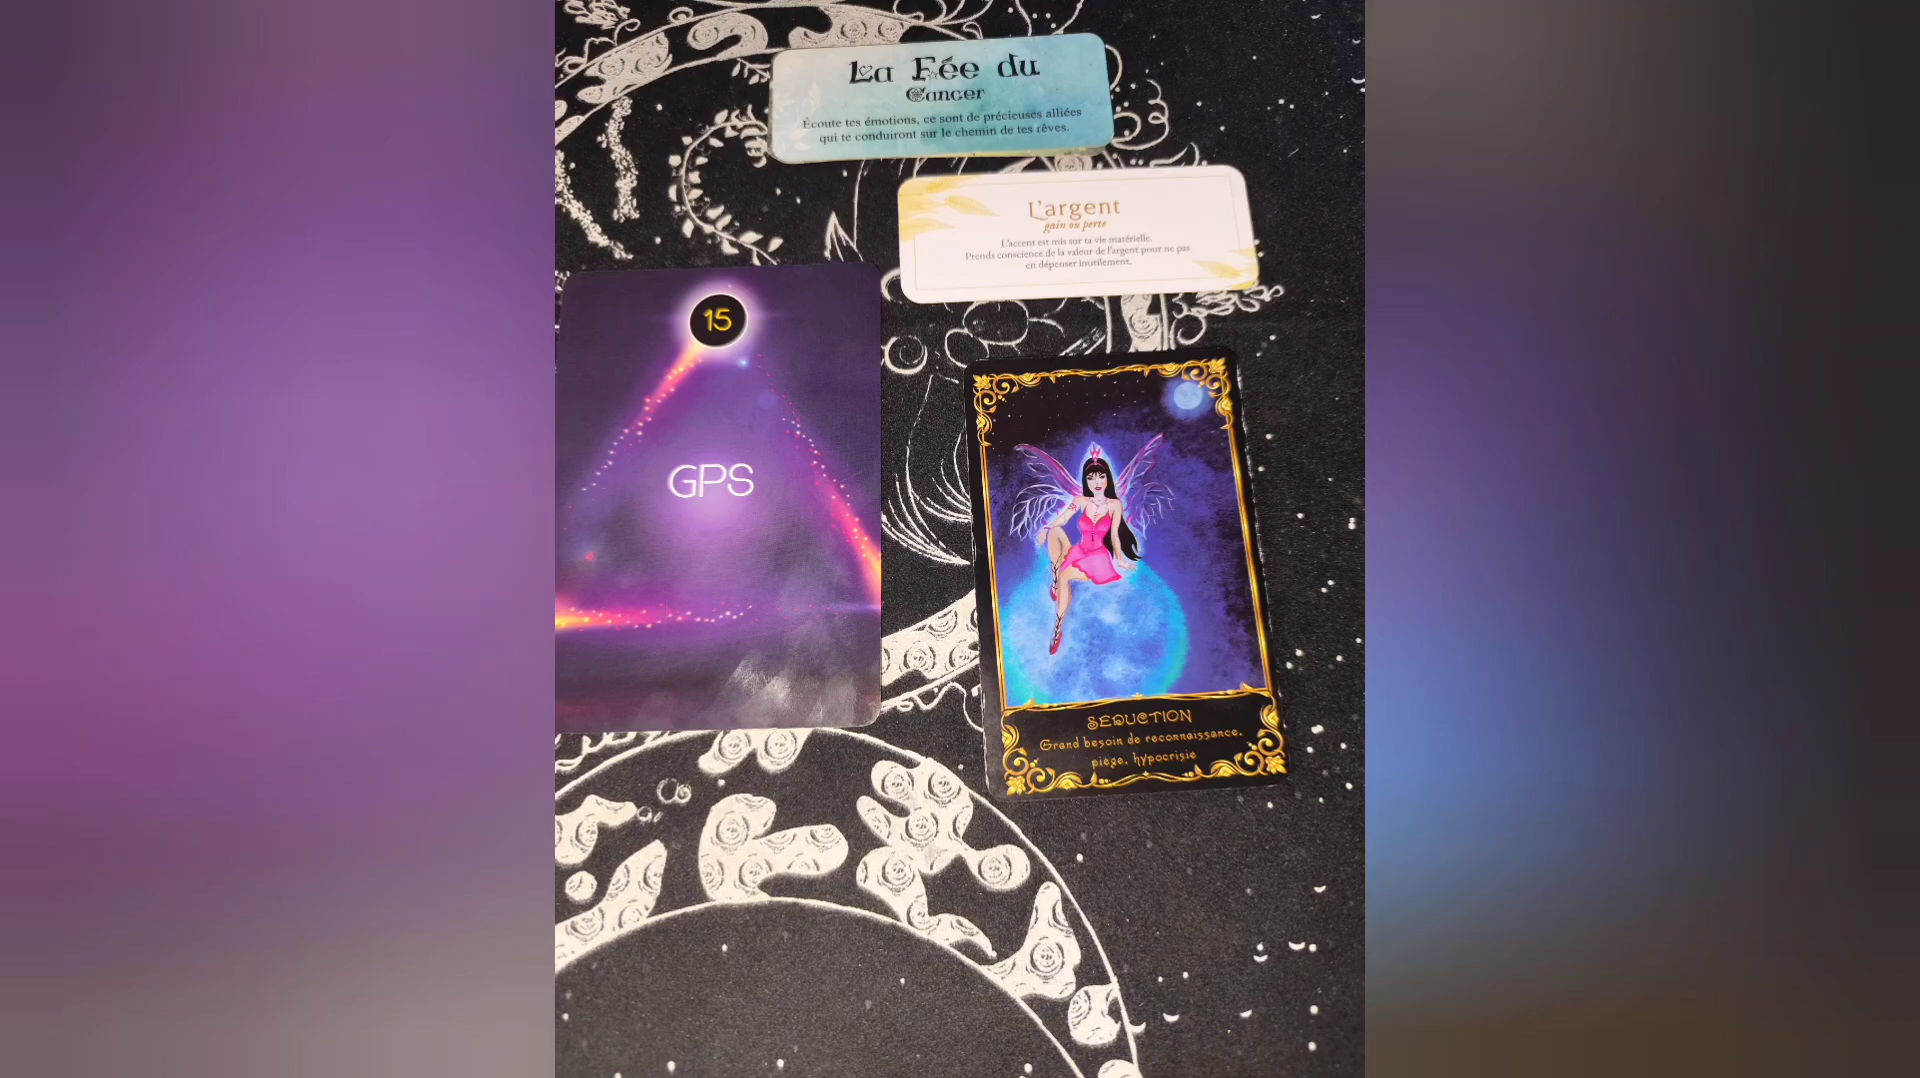 La Fée du
Cancer
Écoute tes émotions, ce sont de précieuses alliées
qui te conduiront sur le chemin de tes rêves.
L'argent
gain ou perte
L'accent est mis sur ta vie matérielle.
Prends conscience de la valeur de l'argent pour ne pas
en dépenser inutilement.
15
GPS
SEDUCTION
Grand besoin de reconnaissance,
piège, hypocrisie